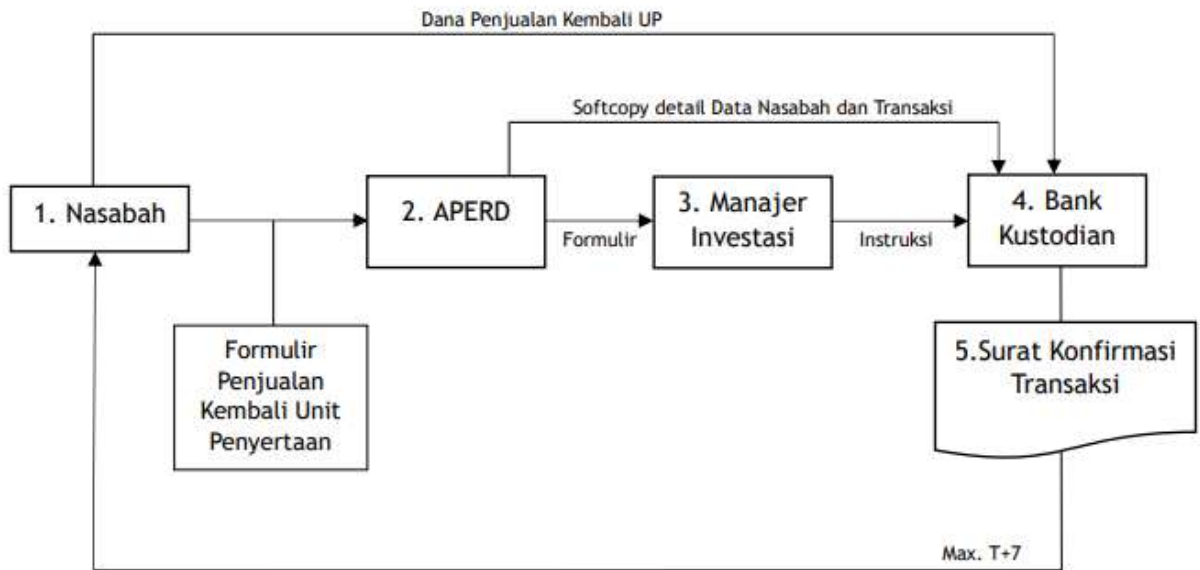 Dana Penjualan Kembali UP
Softcopy detail Data Nasabah dan Transaksi
1. Nasabah
2. APERD
Formulir
3. Manajer
Investasi
Instruksi
4. Bank
Kustodian
Formulir
Penjualan
Kembali Unit
Penyertaan
5.Surat Konfirmasi
Transaksi
Max. T+7